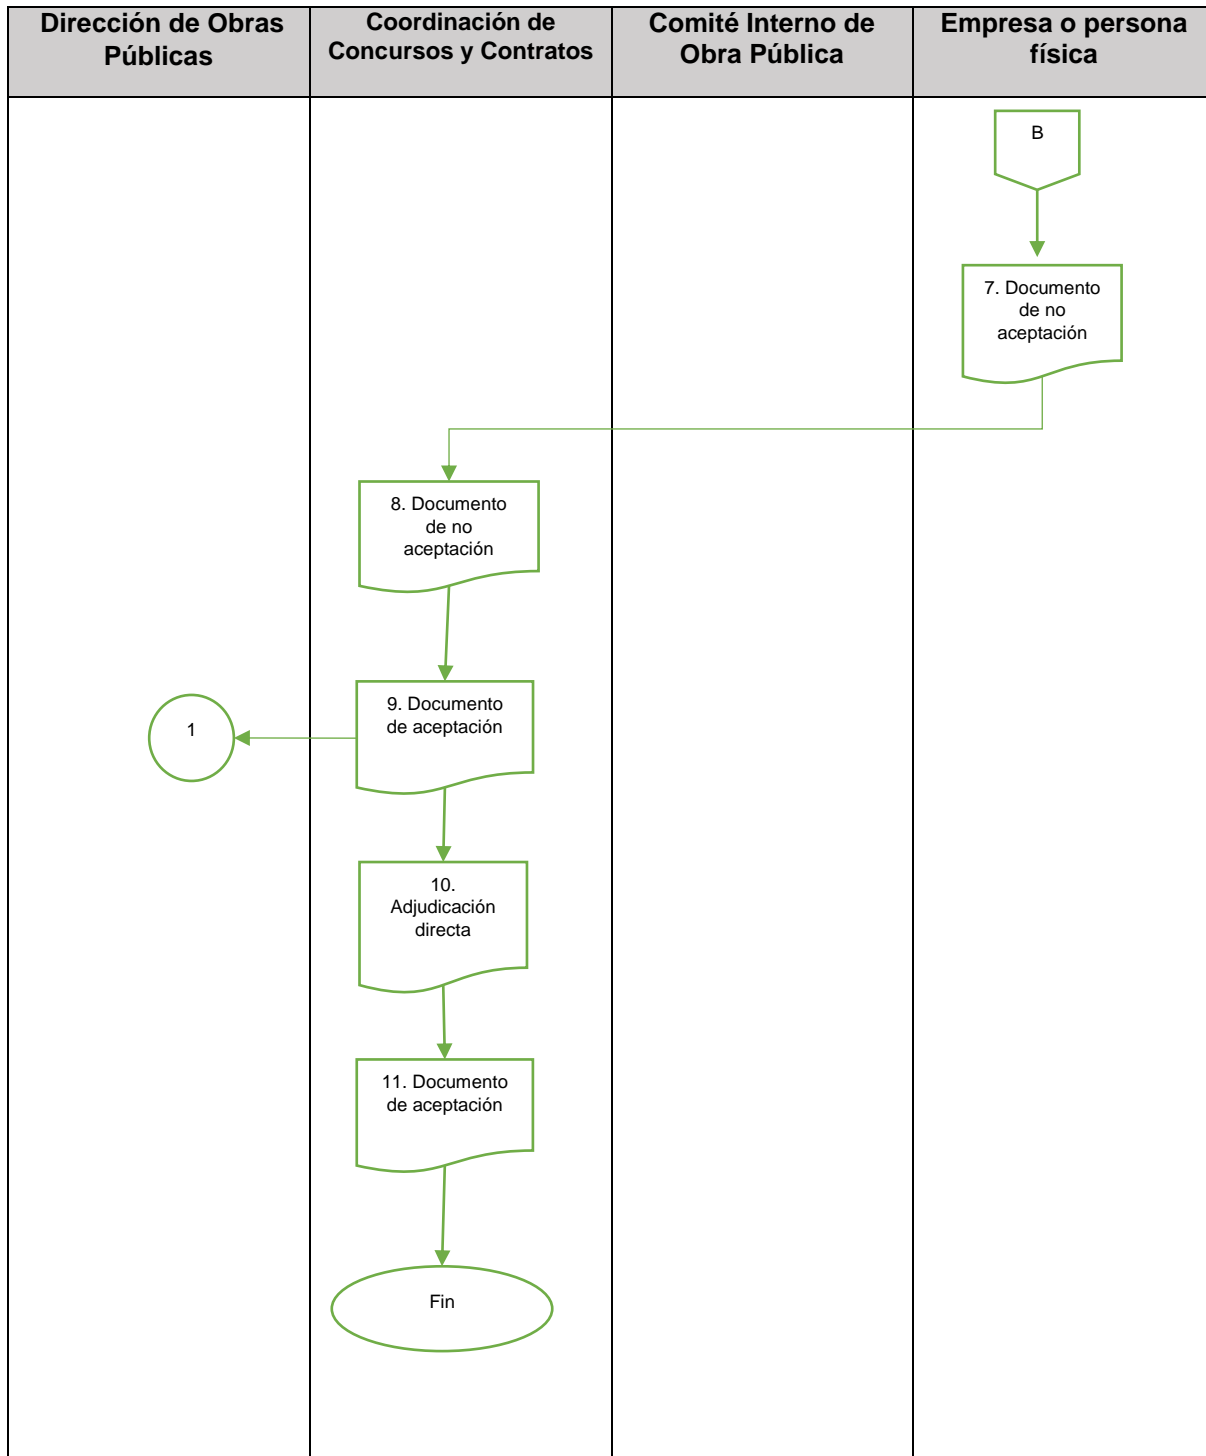 Dirección de Obras
Públicas
Coordinación de
Concursos y Contratos
Comité Interno de
Obra Pública
Empresa o persona
física
B
7. Documento
de no
aceptación
8. Documento
de no
aceptación
9. Documento
de aceptación
1
10.
Adjudicación
directa
11. Documento
de aceptación
Fin